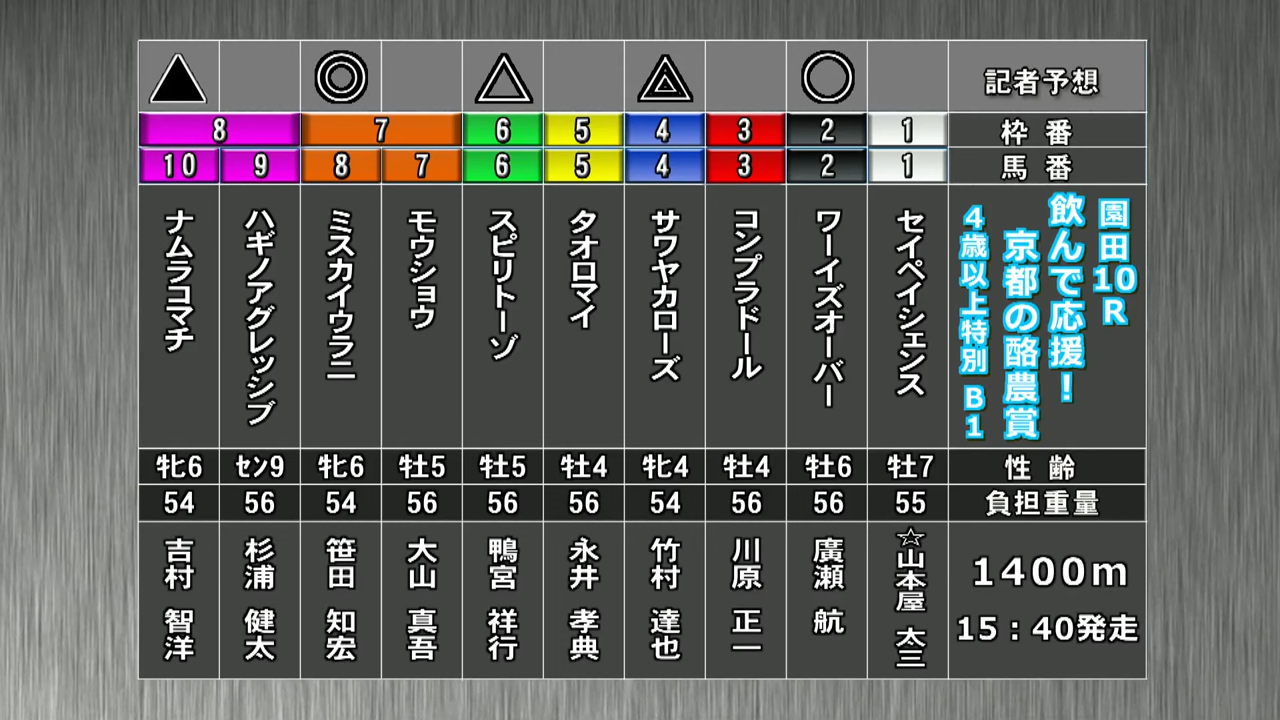 記者予想
枠番
1 2 3 4 5 6 7 8
馬番
1 2 3 4 5 6 7 8 9 10
園田10R
飲んで応援！
京都の酪農賞
4歳以上特別 B1
セイペイシェンス
ワーイズオーバー
コンプラドール
サワヤカローズ
タオロマイ
スピリトーゾ
モウショウ
ミスカイウラニ
ハギノアグレッシブ
ナムラコマチ
性齢
牡7 牡6 牡4 牝4 牡4 牡5 牡5 牝6 セン9 牝6
負担重量
55 56 56 54 56 56 56 54 56 54
1400m
15：40発走
☆山本屋 太三
廣瀬 航
川原 正一
竹村 達也
永井 孝典
鴨宮 祥行
大山 真吾
笹田 知宏
杉浦 健太
吉村 智洋